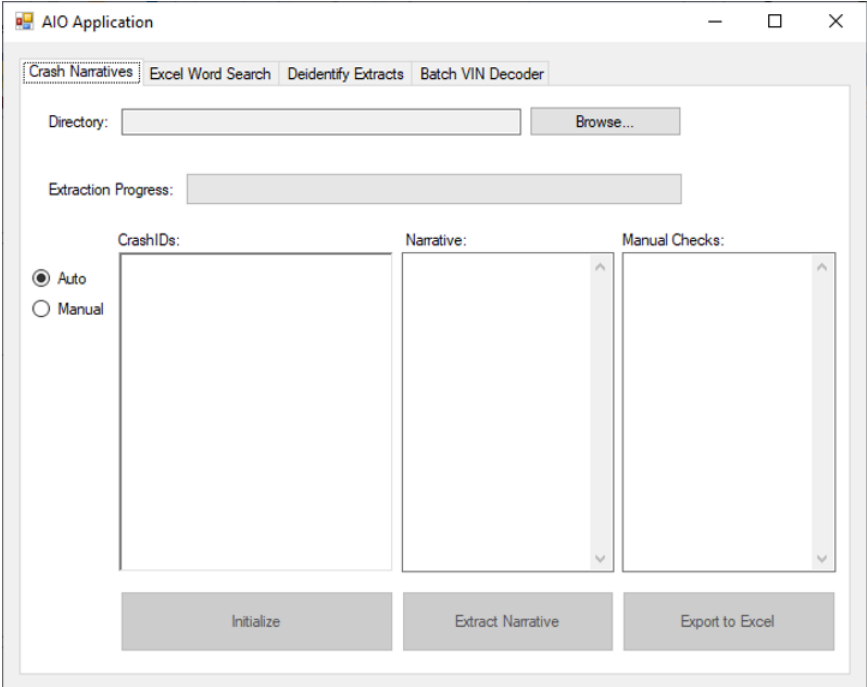 AIO Application
Crash Narratives Excel Word Search Deidentify Extracts Batch VIN Decoder
Directory: Browse...
Extraction Progress:
CrashIDs: Narrative: Manual Checks:
Auto
Manual
Initialize Extract Narrative Export to Excel